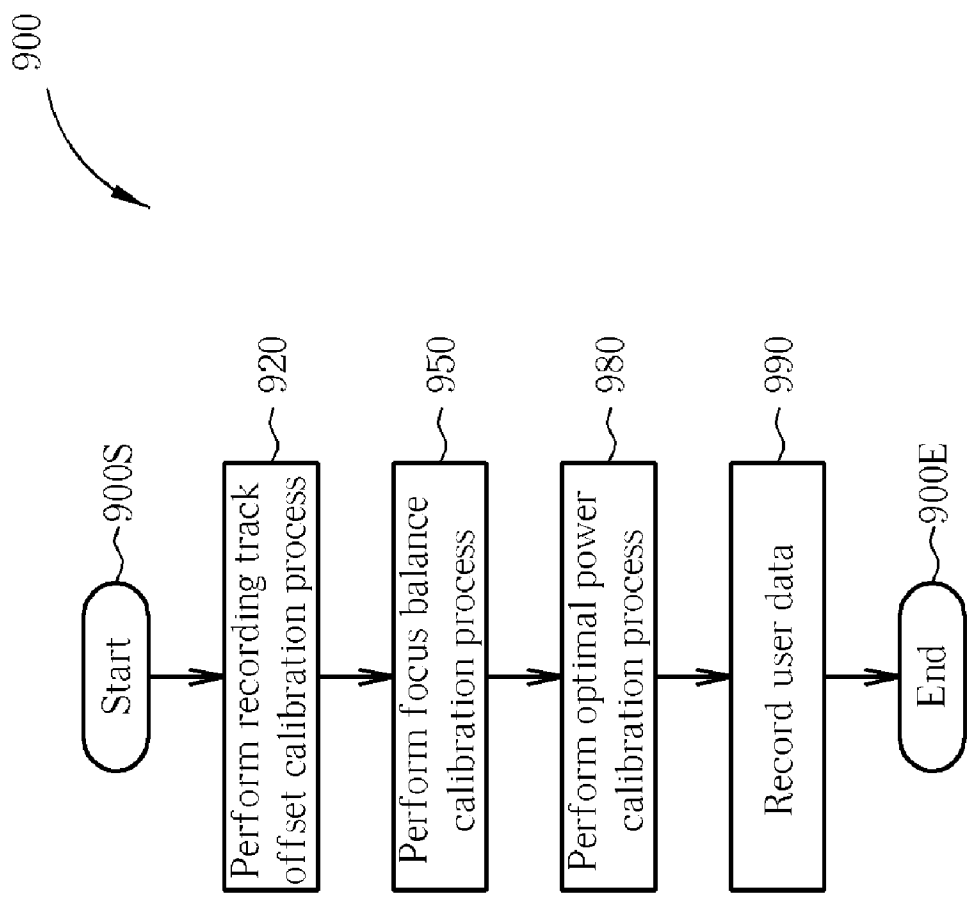 900
Start
900S
Perform recording track
offset calibration process
920
Perform focus balance
calibration process
950
Perform optimal power
calibration process
980
Record user data
990
End
900E